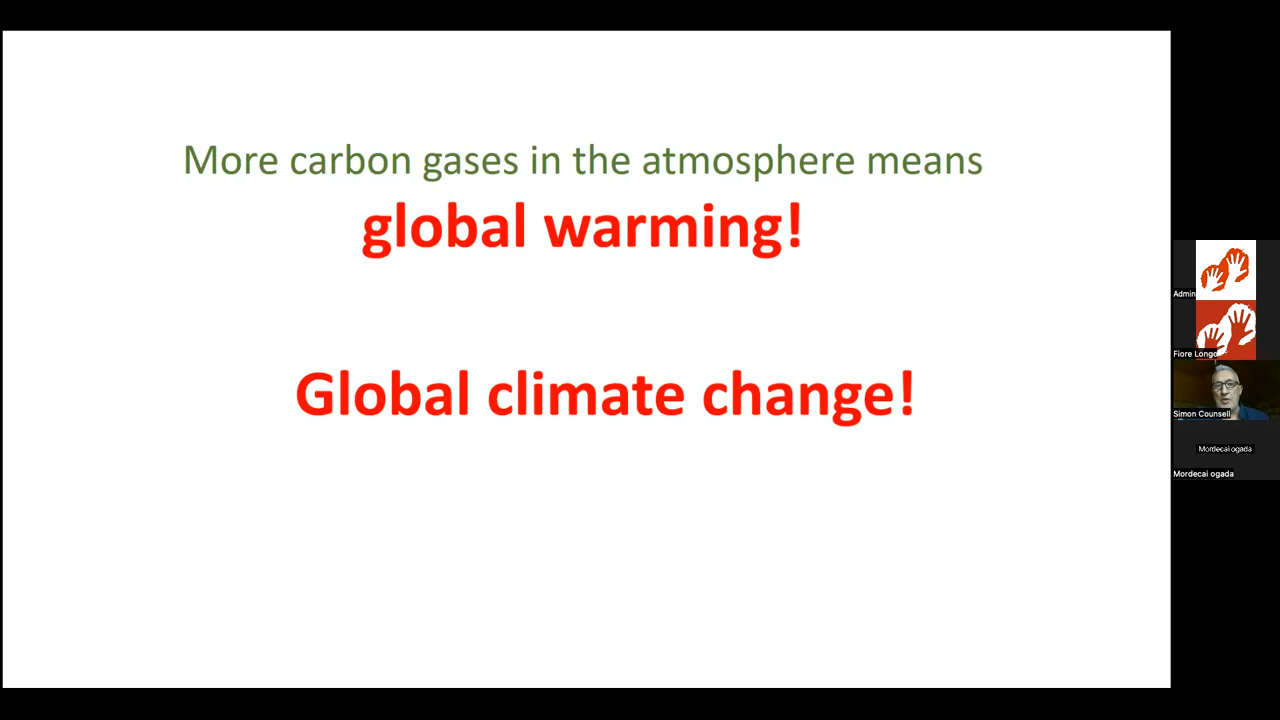 More carbon gases in the atmosphere means
global warming!
Global climate change!
Admin
Fiore Longo
Simon Counsell
Mordecai ogada
Mordecai ogada